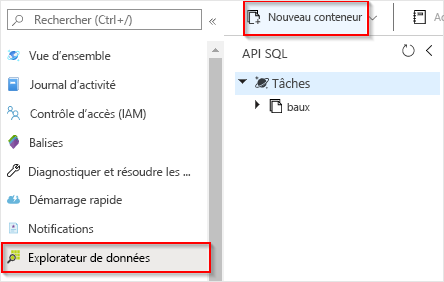 Rechercher (Ctrl+/)
«
Nouveau conteneur
Vue d'ensemble
Journal d'activité
Contrôle d'accès (IAM)
Balises
Diagnostiquer et résoudre les ...
Démarrage rapide
Notifications
Explorateur de données
API SQL
Tâches
baux